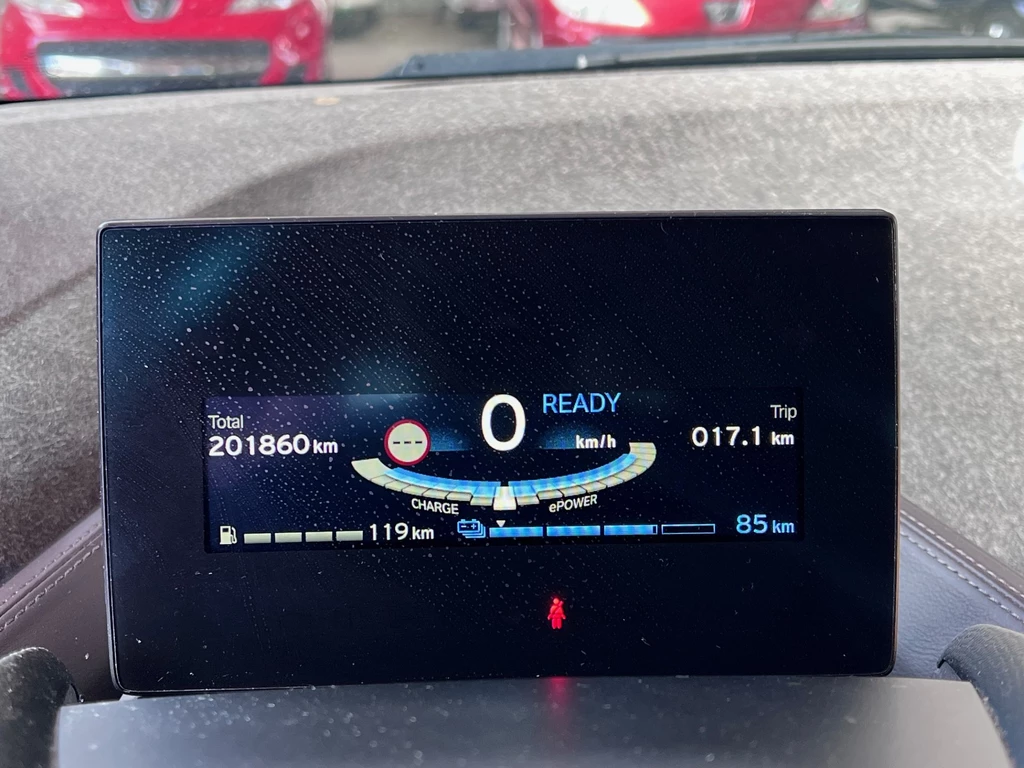 Total
201860 km
---
0
READY
km/h
Trip
017.1 km
CHARGE
ePOWER
119 km
85 km